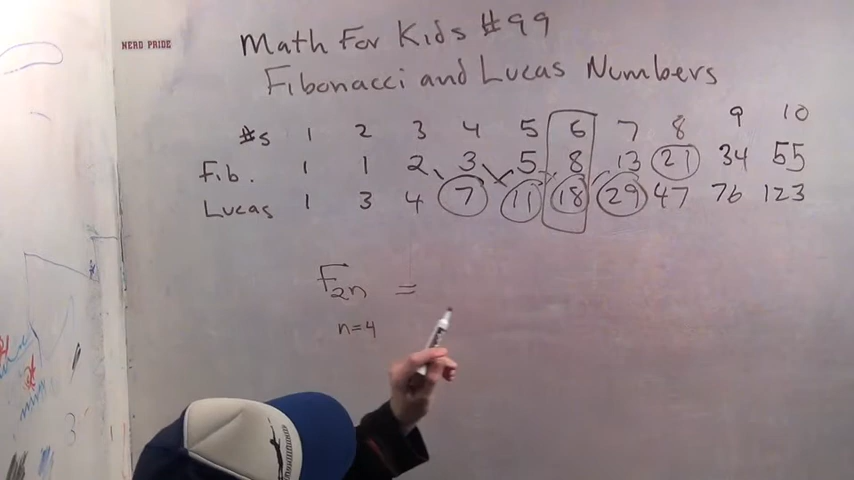 NERD PRIDE
Math For Kids #99
Fibonacci and Lucas Numbers
#s 1 2 3 4 5 6 7 8 9 10
Fib. 1 1 2 3 5 8 13 21 34 55
Lucas 1 3 4 7 11 18 29 47 76 123
F2n =
n=4
3